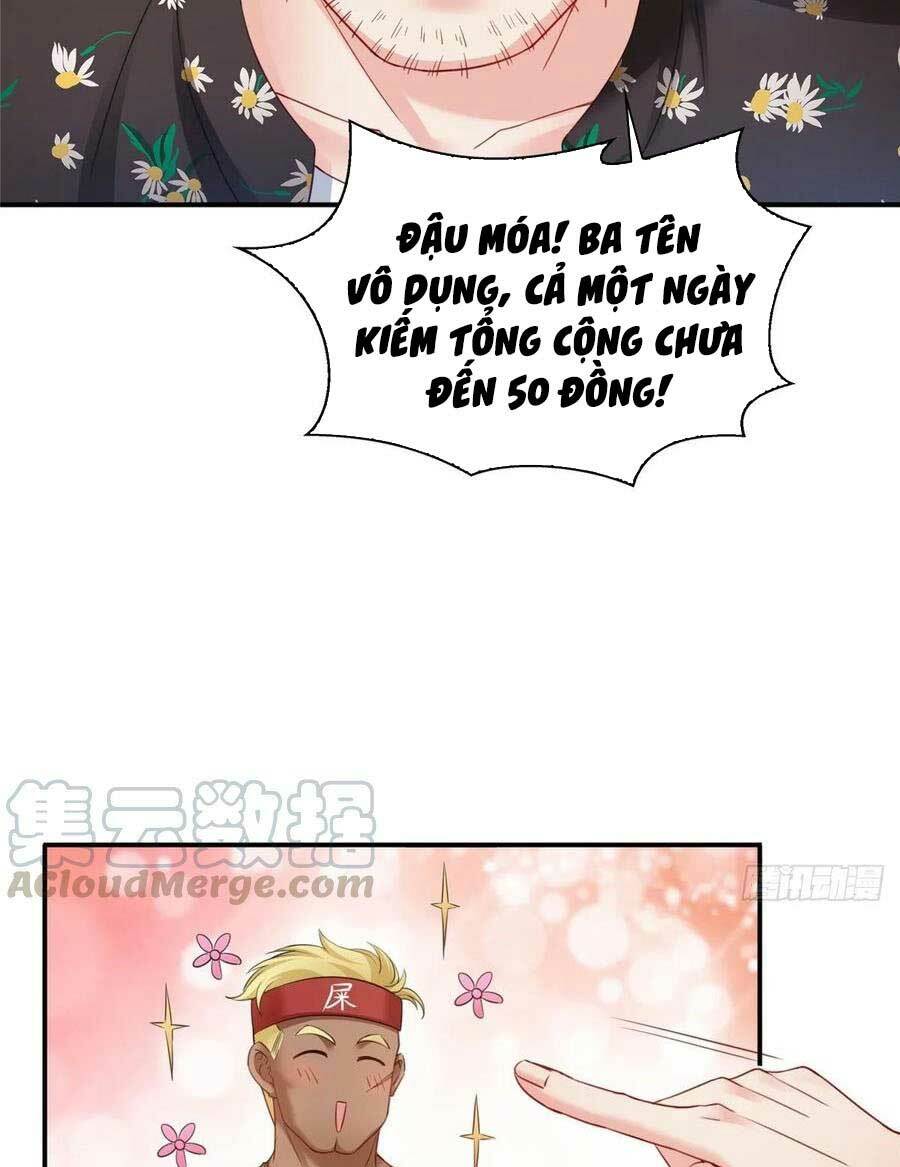 ĐẬU MÓA! BA TÊN
VÔ DỤNG, CẢ MỘT NGÀY
KIẾM TỔNG CỘNG CHƯA
ĐẾN 50 ĐỒNG!
集云数据
ACloudMerge.com
腾讯动漫
屎